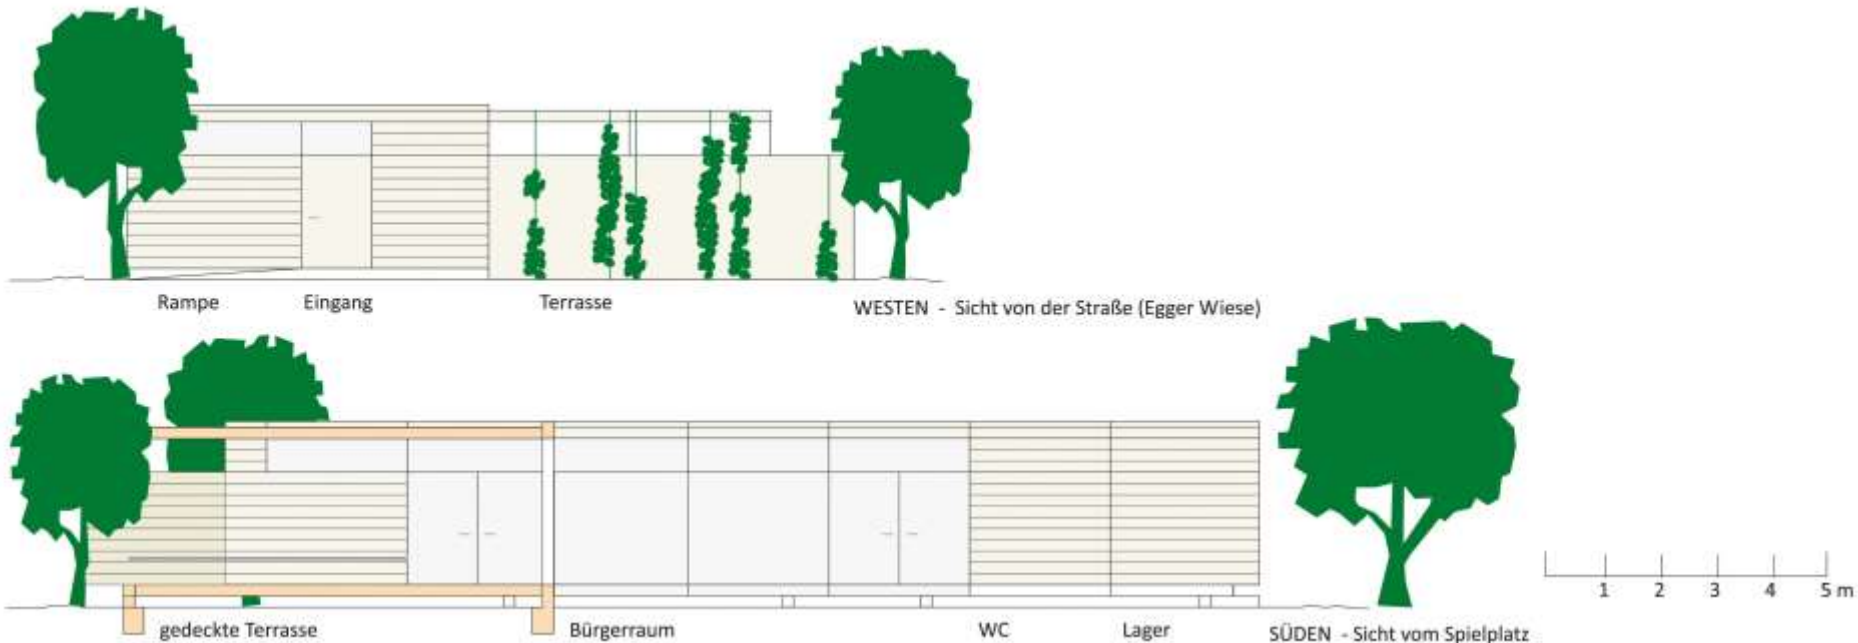 Rampe
Eingang
Terrasse
WESTEN - Sicht von der Straße (Egger Wiese)
gedeckte Terrasse
Bürgerraum
WC
Lager
SÜDEN - Sicht vom Spielplatz
1 2 3 4 5 m